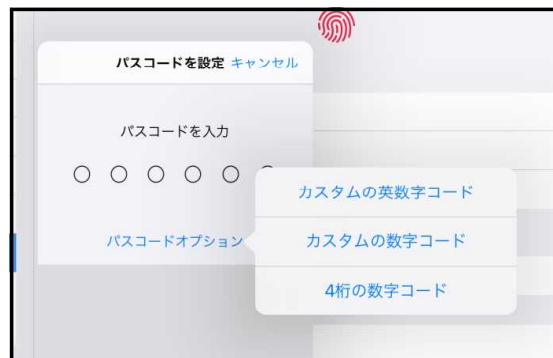 パスコードを設定 キャンセル
パスコードを入力
パスコードオプション
カスタムの英数字コード
カスタムの数字コード
4桁の数字コード